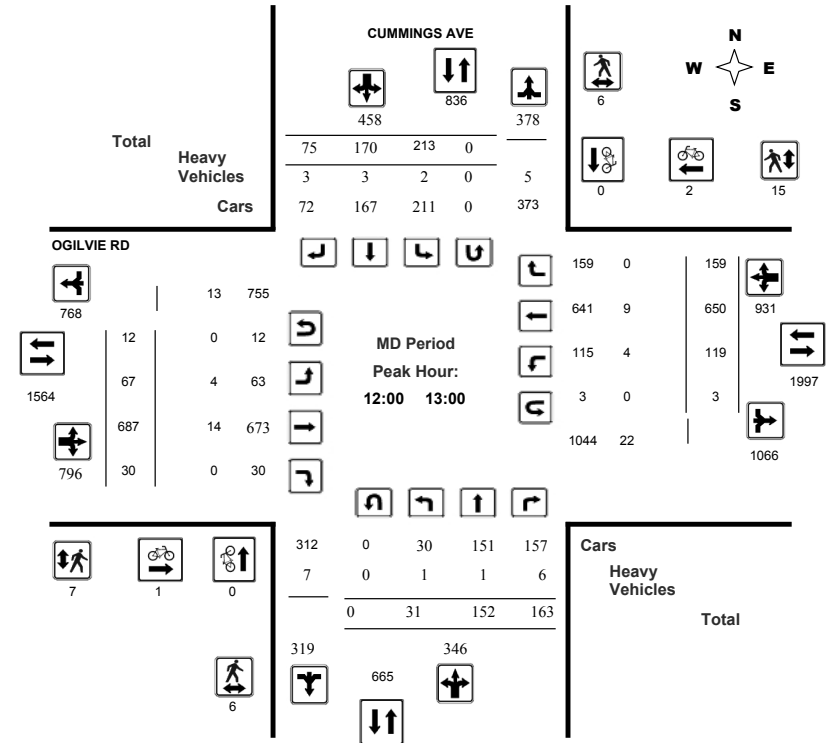 CUMMINGS AVE
N
W E
S
836
6
458 378
Total
75 170 213 0
Heavy
Vehicles
3 3 2 0 5
Cars
72 167 211 0 373
0 2 15
OGILVIE RD
159 0 159
768
13 755
641 9 650 931
12 0 12
MD Period
115 4 119
1564
67 4 63
Peak Hour:
1997
12:00 13:00
3 0 3
687 14 673
1044 22
1066
796
30 0 30
312 0 30 151 157
Cars
7 0 1 1 6
Heavy
Vehicles
7 1 0
0 31 152 163
Total
319 346
665
6